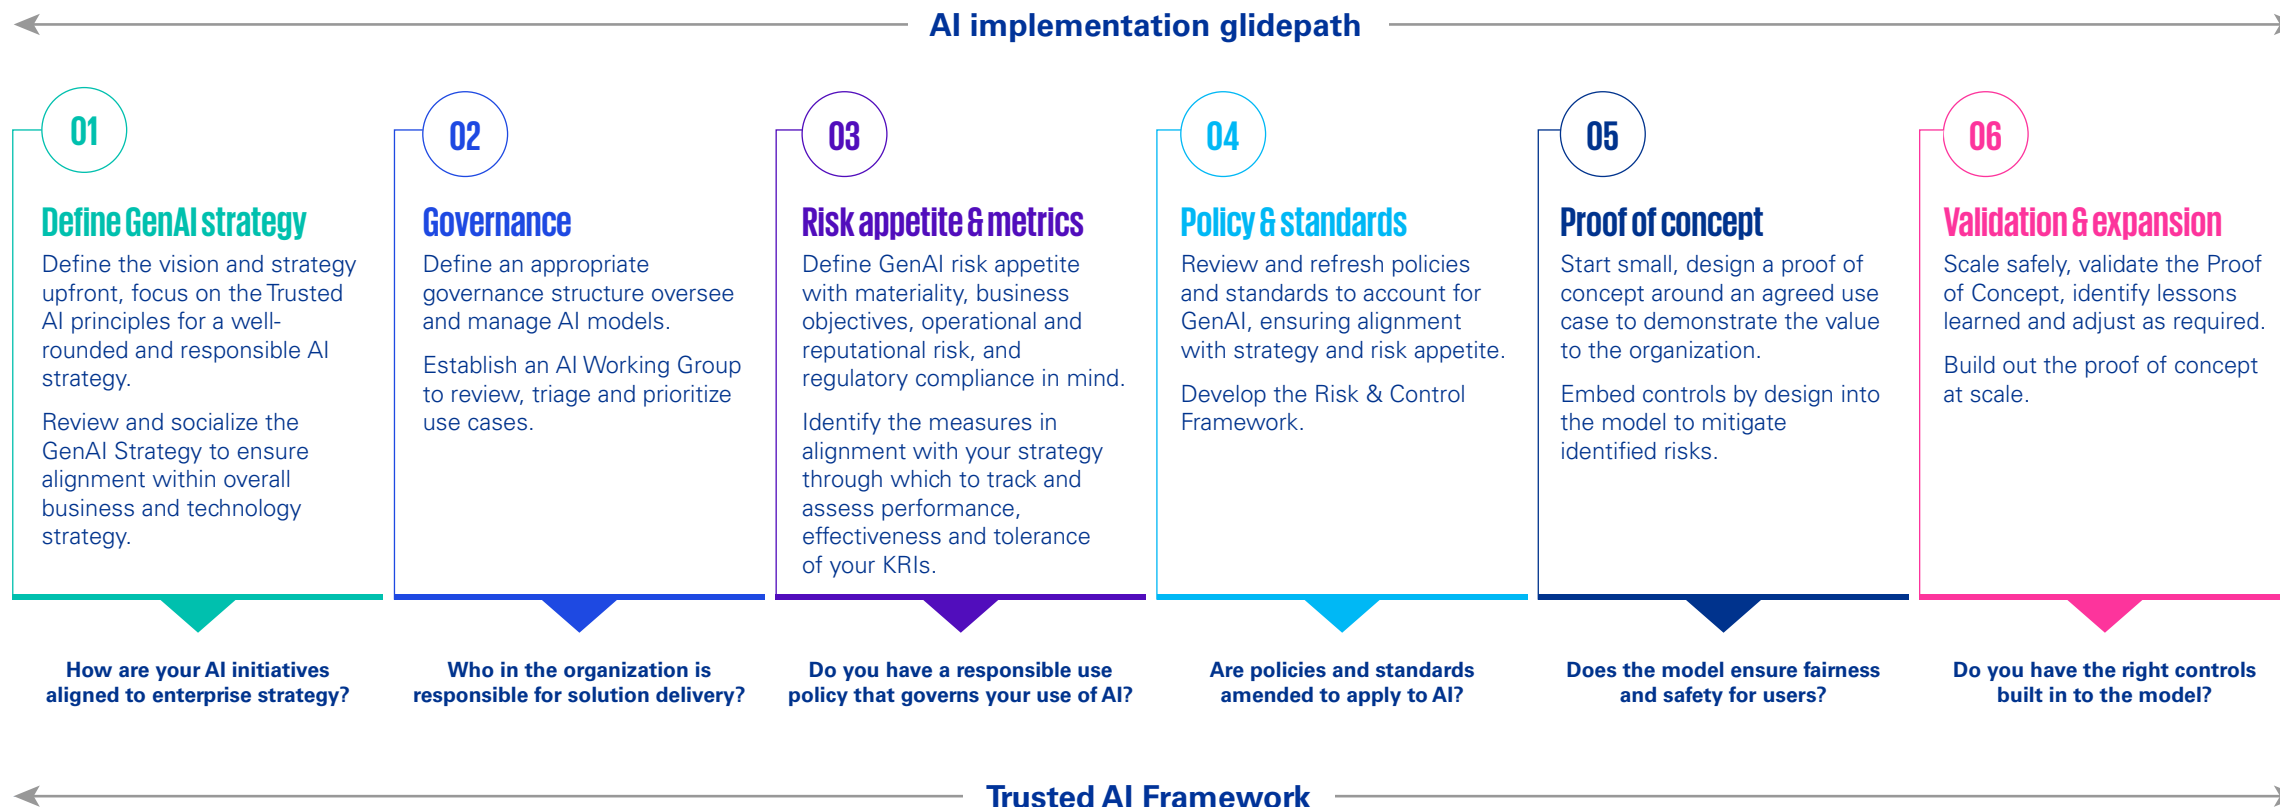 AI implementation glidepath
01
Define GenAI strategy
Define the vision and strategy
upfront, focus on the Trusted
AI principles for a well-
rounded and responsible AI
strategy.
Review and socialize the
GenAI Strategy to ensure
alignment within overall
business and technology
strategy.
How are your AI initiatives
aligned to enterprise strategy?
02
Governance
Define an appropriate
governance structure oversee
and manage AI models.
Establish an AI Working Group
to review, triage and prioritize
use cases.
Who in the organization is
responsible for solution delivery?
03
Risk appetite & metrics
Define GenAI risk appetite
with materiality, business
objectives, operational and
reputational risk, and
regulatory compliance in mind.
Identify the measures in
alignment with your strategy
through which to track and
assess performance,
effectiveness and tolerance
of your KRIs.
Do you have a responsible use
policy that governs your use of AI?
04
Policy & standards
Review and refresh policies
and standards to account for
GenAI, ensuring alignment
with strategy and risk appetite.
Develop the Risk & Control
Framework.
Are policies and standards
amended to apply to AI?
05
Proof of concept
Start small, design a proof of
concept around an agreed use
case to demonstrate the value
to the organization.
Embed controls by design into
the model to mitigate
identified risks.
Does the model ensure fairness
and safety for users?
06
Validation & expansion
Scale safely, validate the Proof
of Concept, identify lessons
learned and adjust as required.
Build out the proof of concept
at scale.
Do you have the right controls
built in to the model?
Trusted AI Framework